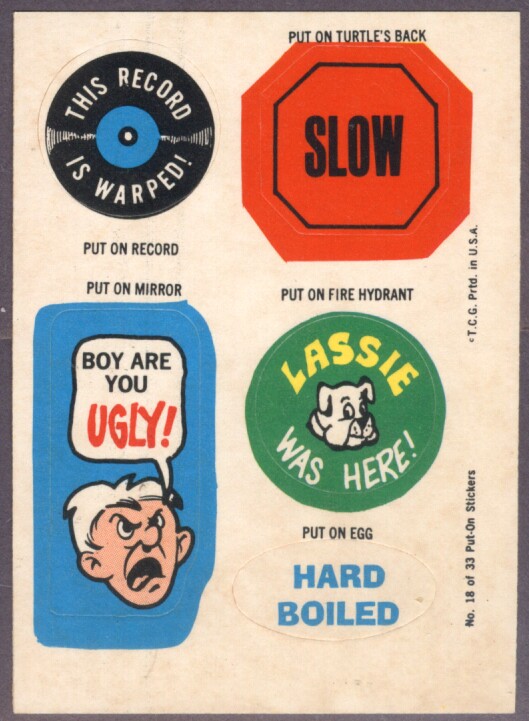 THIS RECORD
IS WARPED!
PUT ON RECORD
PUT ON TURTLE'S BACK
SLOW
PUT ON MIRROR
BOY ARE
YOU
UGLY!
PUT ON FIRE HYDRANT
LASSIE
WAS HERE!
PUT ON EGG
HARD
BOILED
©T.C.G. Prtd. in U.S.A.
No. 18 of 33 Put-On Stickers